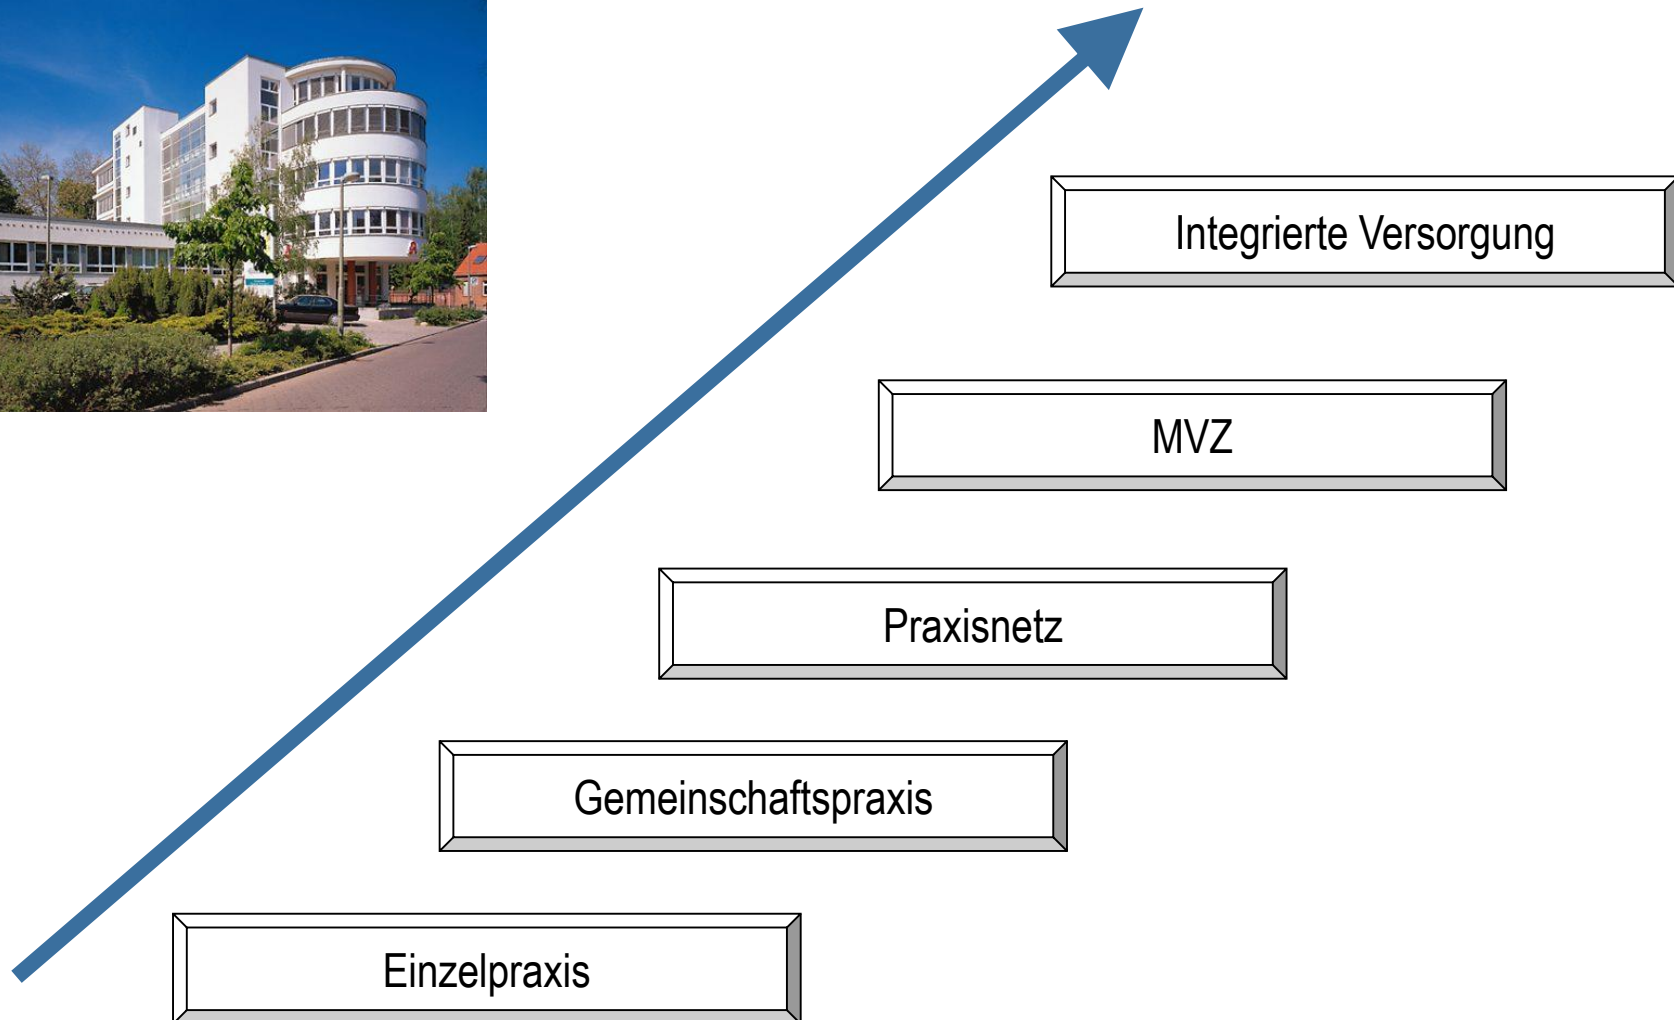 Integrierte Versorgung
MVZ
Praxisnetz
Gemeinschaftspraxis
Einzelpraxis